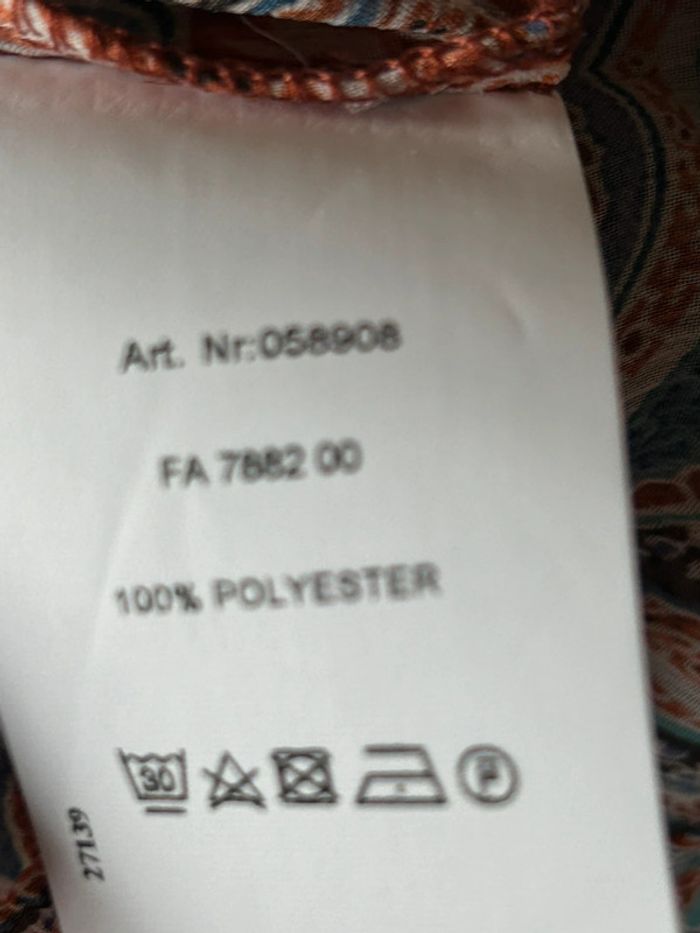 Art. Nr:058908
FA 7882 00
100% POLYESTER
30
P
27139